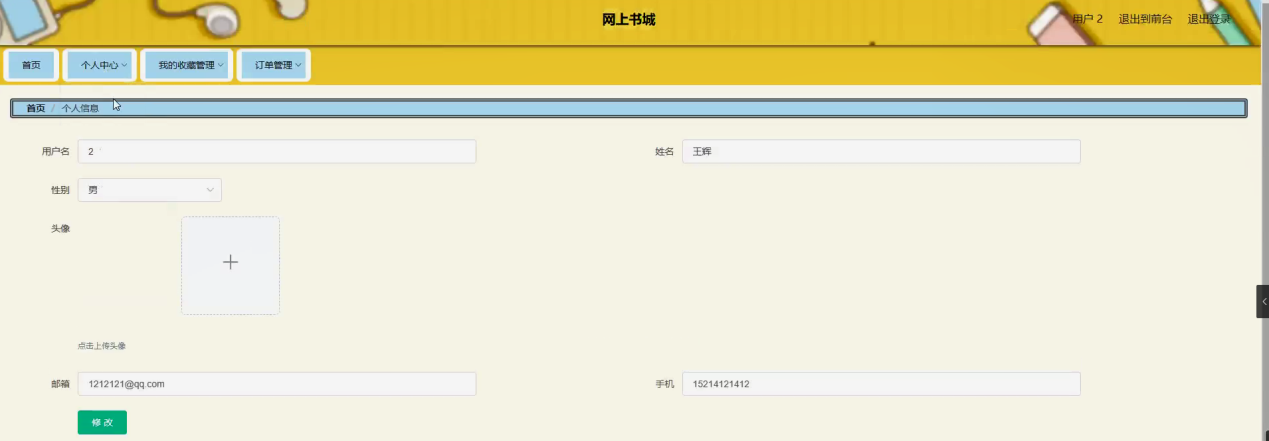 网上书城
用户 2 退出到前台 退出登录
首页 个人中心 我的收藏管理 订单管理
首页 / 个人信息
用户名 2 姓名 王辉
性别 男
头像
点击上传头像
邮箱 1212121@qq.com 手机 15214121412
修改